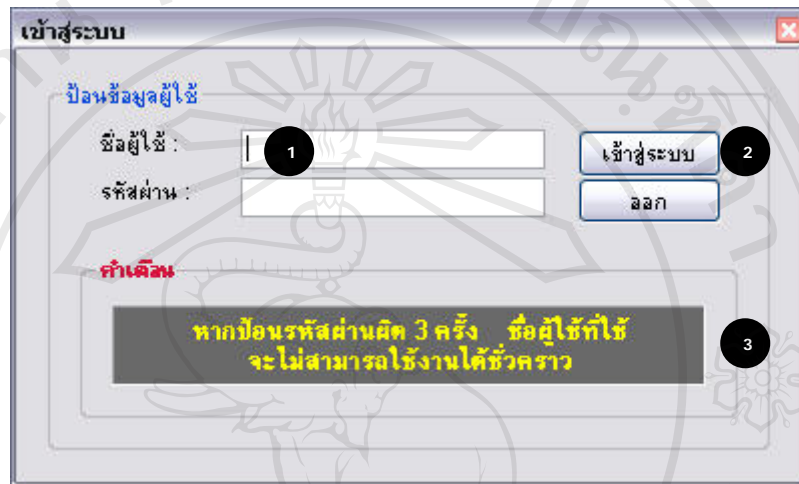 เข้าสู่ระบบ
ป้อนข้อมูลผู้ใช้
ชื่อผู้ใช้ : 1 เข้าสู่ระบบ 2
รหัสผ่าน : ออก
คำเตือน
หากป้อนรหัสผ่านผิด 3 ครั้ง ชื่อผู้ใช้ที่ใช้
จะไม่สามารถใช้งานได้ชั่วคราว
3